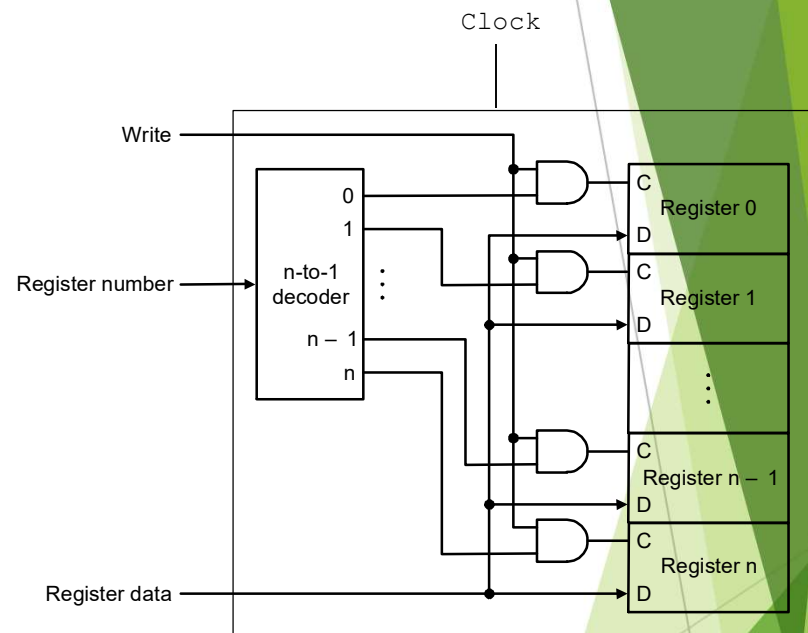 Clock
Write
0
1
n-to-1
decoder
n – 1
n
Register number
Register data
C
Register 0
D
C
Register 1
D
C
Register n – 1
D
C
Register n
D